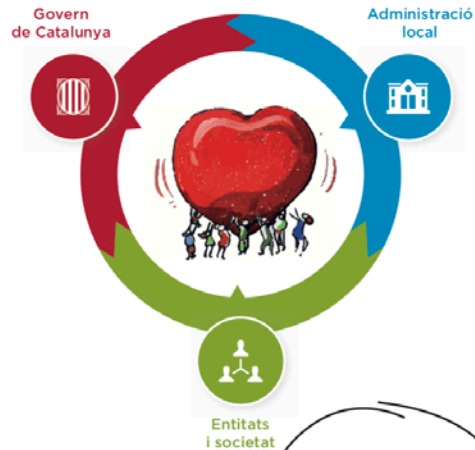 Govern
de Catalunya
Administració
local
Entitats
i societat